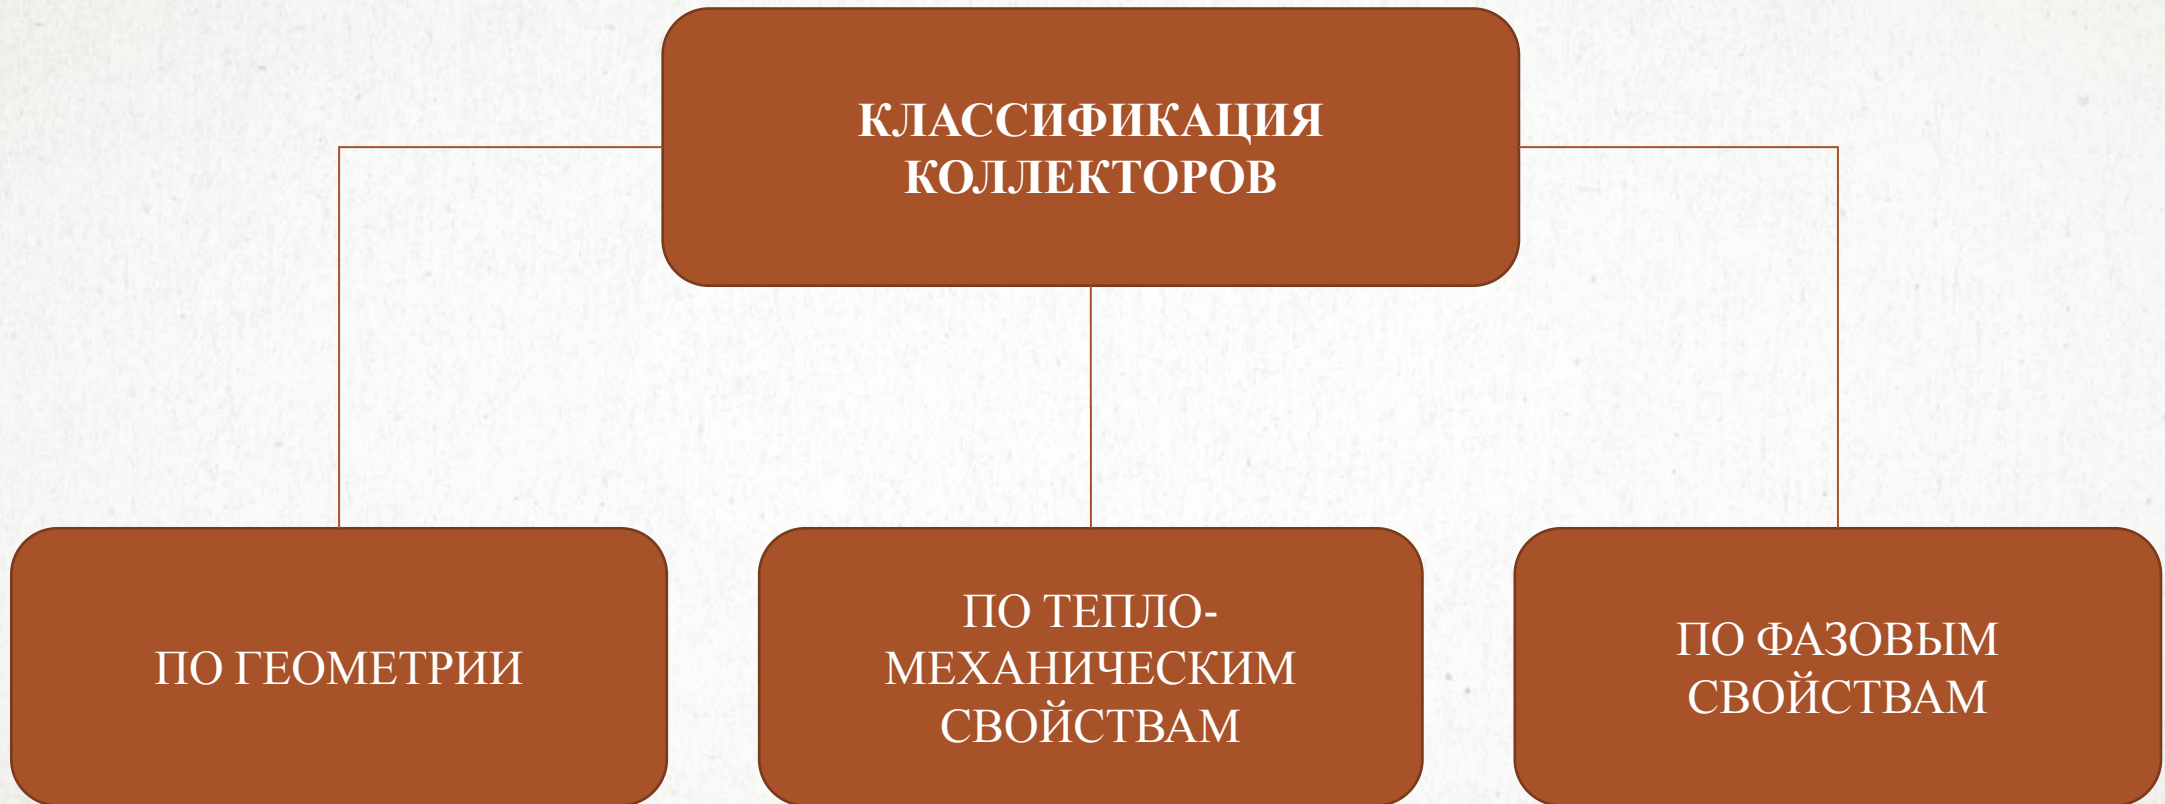 КЛАССИФИКАЦИЯ
КОЛЛЕКТОРОВ
ПО ГЕОМЕТРИИ
ПО ТЕПЛО-
МЕХАНИЧЕСКИМ
СВОЙСТВАМ
ПО ФАЗОВЫМ
СВОЙСТВАМ